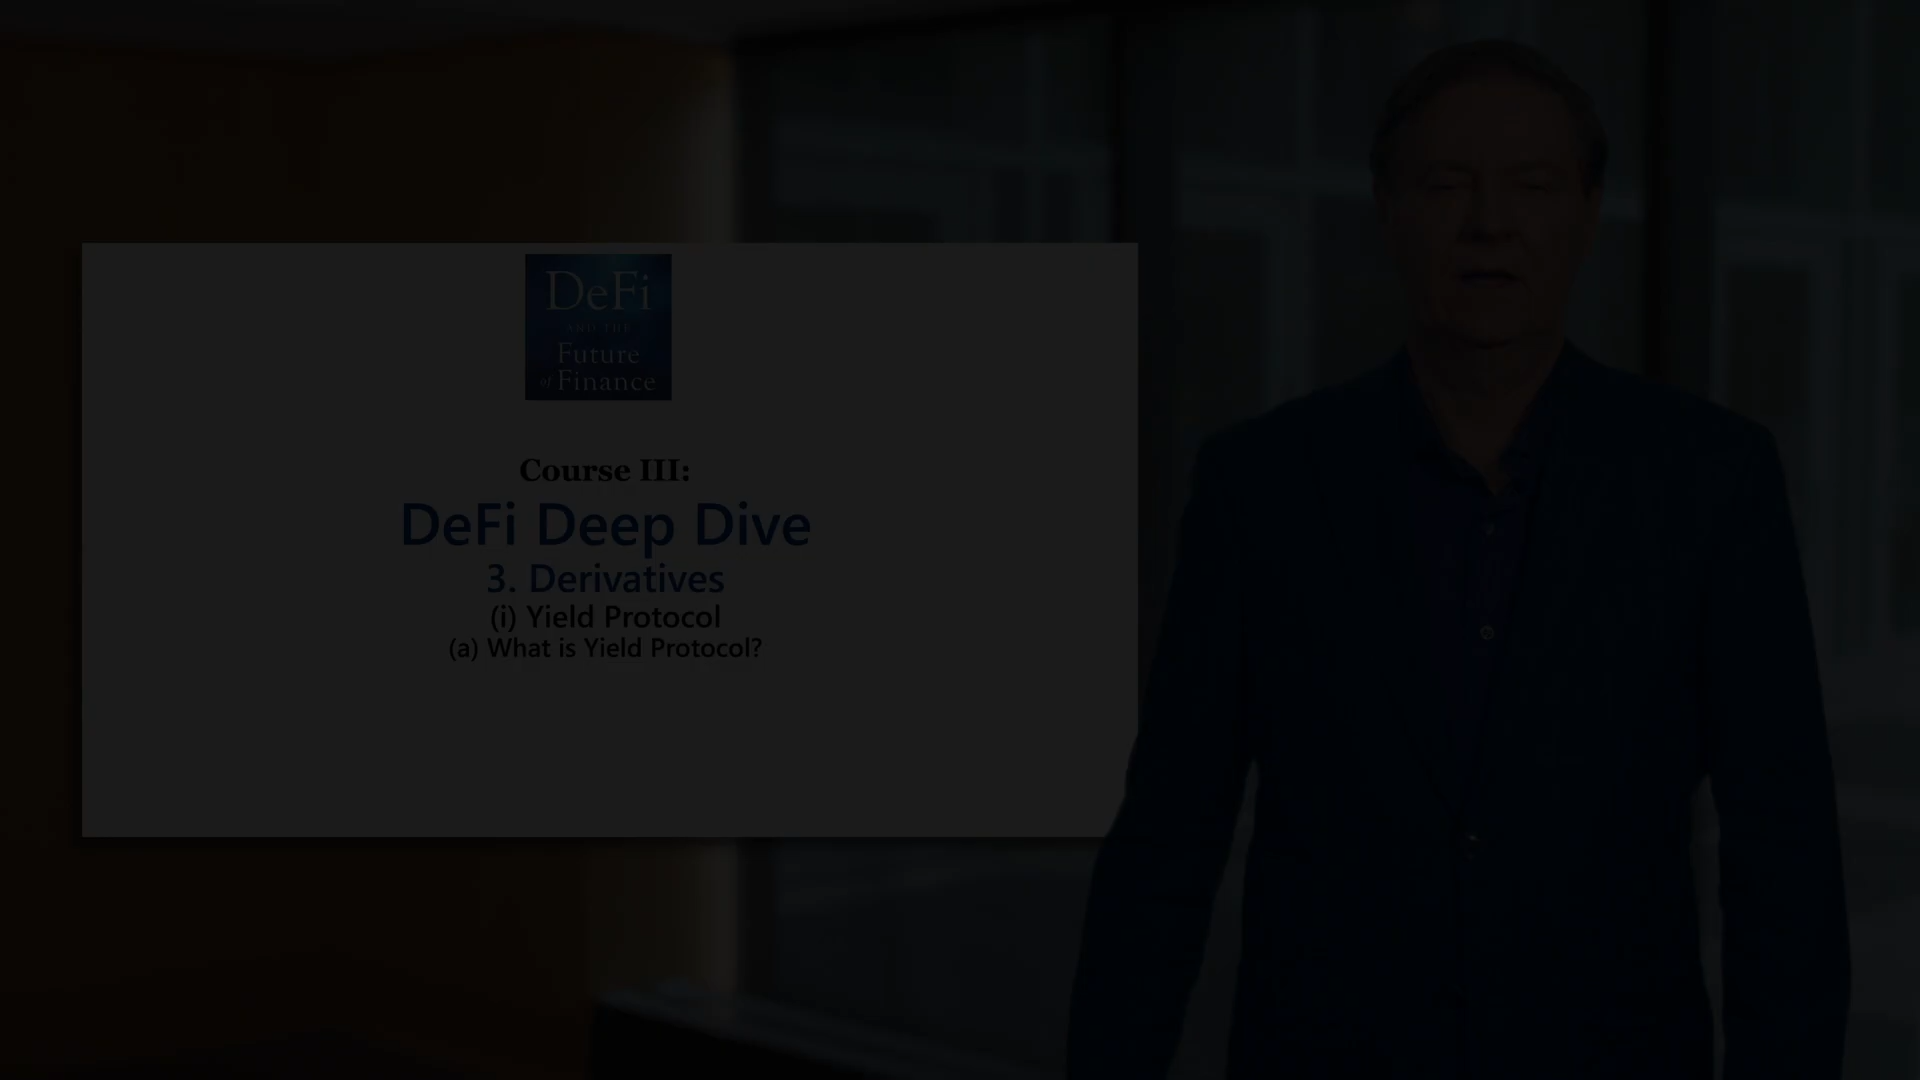 DeFi
AND THE
Future
of Finance
Course III:
DeFi Deep Dive
3. Derivatives
(i) Yield Protocol
(a) What is Yield Protocol?